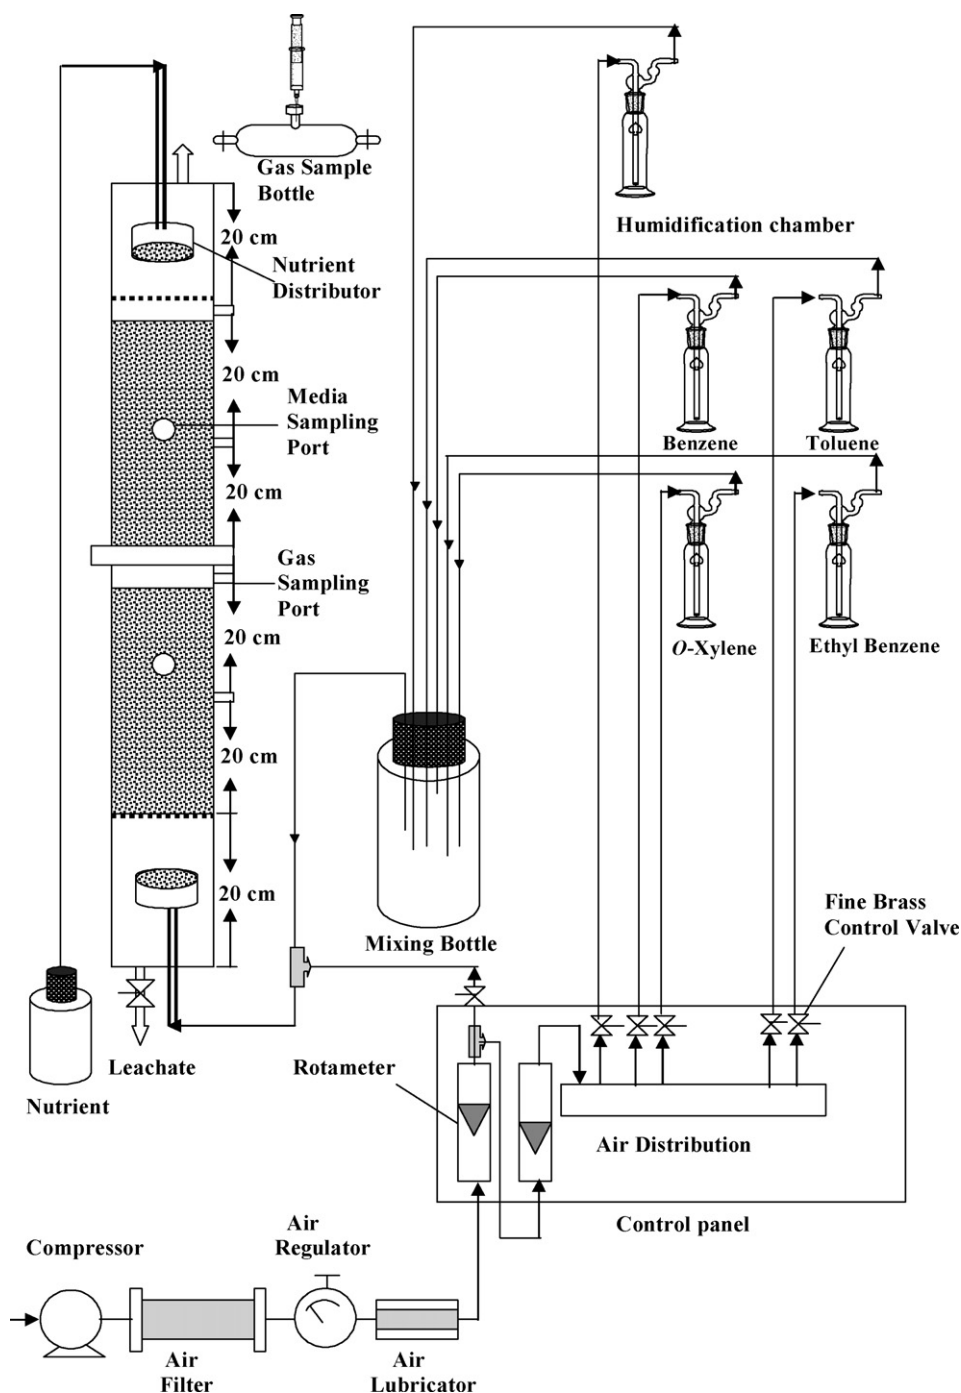 Gas Sample
Bottle
Humidification chamber
20 cm
Nutrient
Distributor
20 cm
Media
Sampling
Port
Benzene
Toluene
20 cm
Gas
Sampling
Port
20 cm
O-Xylene
Ethyl Benzene
20 cm
20 cm
Mixing Bottle
Fine Brass
Control Valve
Leachate
Rotameter
Nutrient
Air Distribution
Control panel
Compressor
Air
Regulator
Air
Filter
Air
Lubricator